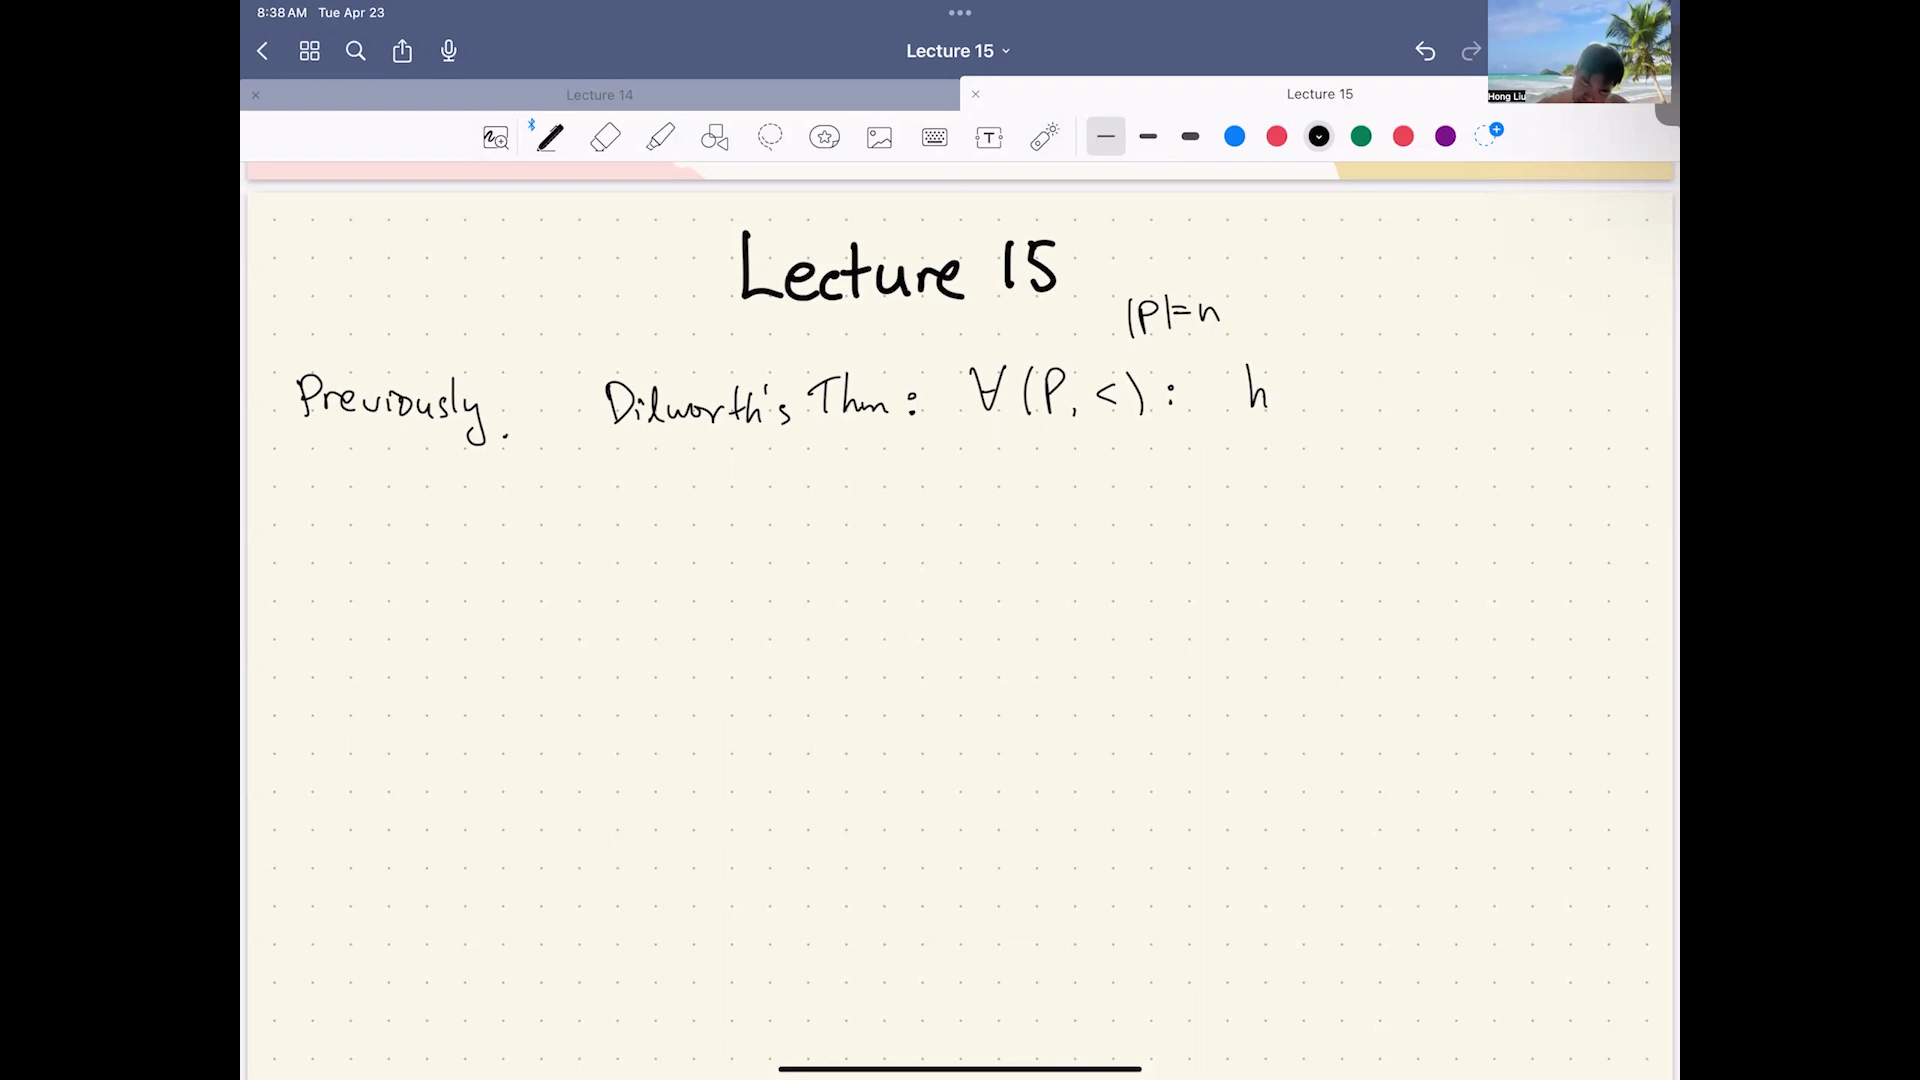 8:38 AM Tue Apr 23
Lecture 15
Hong Liu
Lecture 14
Lecture 15
T
Lecture 15
|P|=n
Previously. Dilworth's Thm: ∀(P, <): h